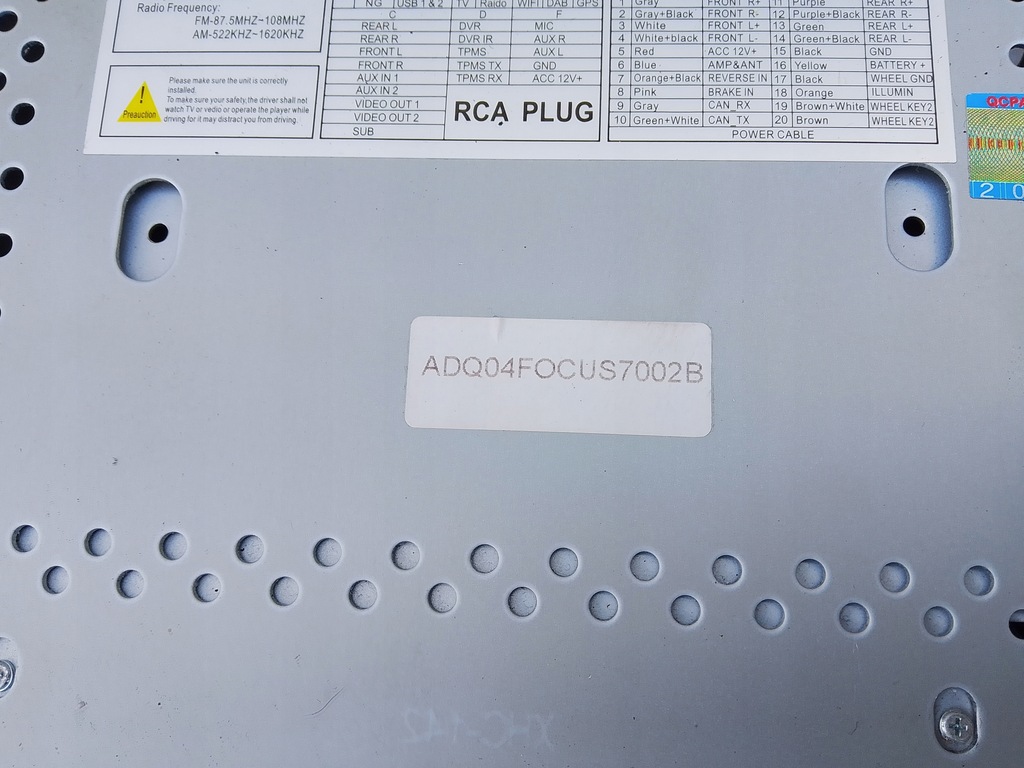 Radio Frequency:
FM-87.5MHZ~108MHZ
AM-522KHZ~1620KHZ
Preauction
Please make sure the unit is correctly
installed.
To make sure your safety,the driver shall not
watch TV or vedio or operate the player while
driving for it may distract you from driving.
NG USB 1 & 2 TV Raido WIFI DAB GPS
C D F
REAR L DVR MIC
REAR R DVR IR AUX R
FRONT L TPMS AUX L
FRONT R TPMS TX GND
AUX IN 1 TPMS RX ACC 12V+
AUX IN 2
VIDEO OUT 1
VIDEO OUT 2
SUB
RCA PLUG
1 Gray FRONT R+ 11 Purple REAR R+
2 Gray+Black FRONT R- 12 Purple+Black REAR R-
3 White FRONT L+ 13 Green REAR L+
4 White+black FRONT L- 14 Green+Black REAR L-
5 Red ACC 12V+ 15 Black GND
6 Blue AMP&ANT 16 Yellow BATTERY +
7 Orange+Black REVERSE IN 17 Black WHEEL GND
8 Pink BRAKE IN 18 Orange ILLUMIN
9 Gray CAN_RX 19 Brown+White WHEEL KEY2
10 Green+White CAN_TX 20 Brown WHEEL KEY2
POWER CABLE
QCPA
2 0
ADQ04FOCUS7002B